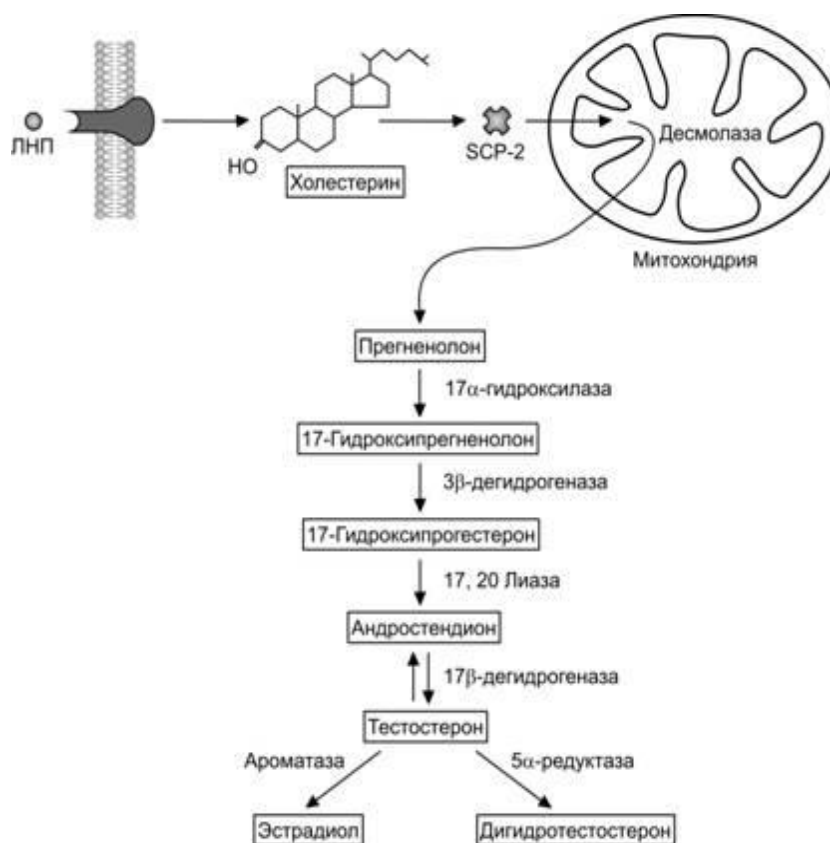 ЛНП
HO
Холестерин
SCP-2
Десмолаза
Митохондрия
Прегненолон
17α-гидроксилаза
17-Гидроксипрегненолон
3β-дегидрогеназа
17-Гидроксипрогестерон
17, 20 Лиаза
Андростендион
17β-дегидрогеназа
Тестостерон
Ароматаза
5α-редуктаза
Эстрадиол
Дигидротестостерон